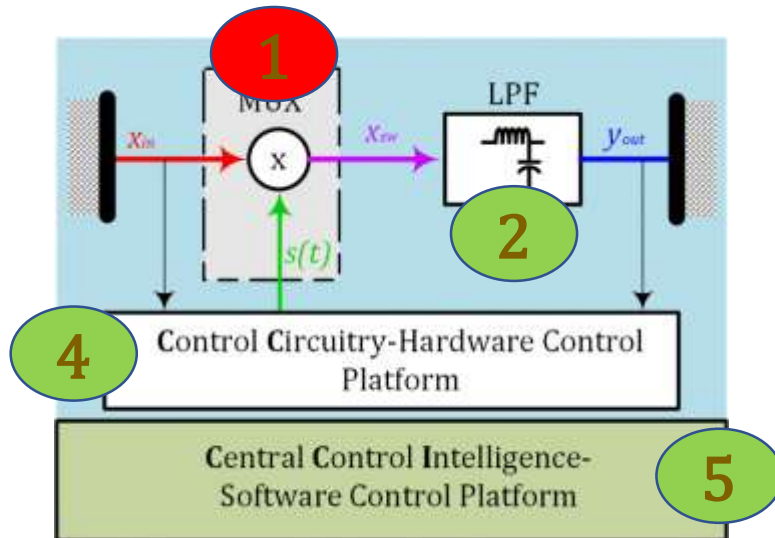 1
MUX
LPF
xin
xsw
yout
x
2
s(t)
4
Control Circuitry-Hardware Control
Platform
Central Control Intelligence-
Software Control Platform
5